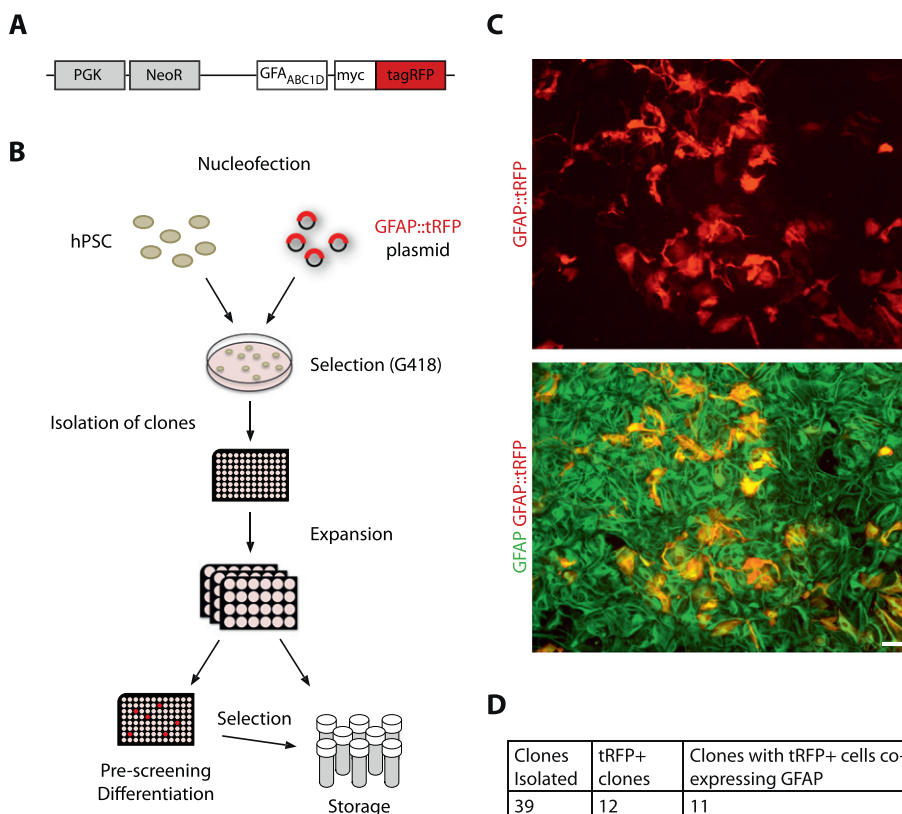 A
PGK
NeoR
GFA ABC1D
myc
tagRFP
B
Nucleofection
hPSC
GFAP::tRFP
plasmid
Selection (G418)
Isolation of clones
Expansion
Selection
Pre-screening
Differentiation
Storage
C
GFAP::tRFP
GFAP GFAP::tRFP
D
Clones
Isolated
tRFP+
clones
Clones with tRFP+ cells co-
expressing GFAP
39
12
11